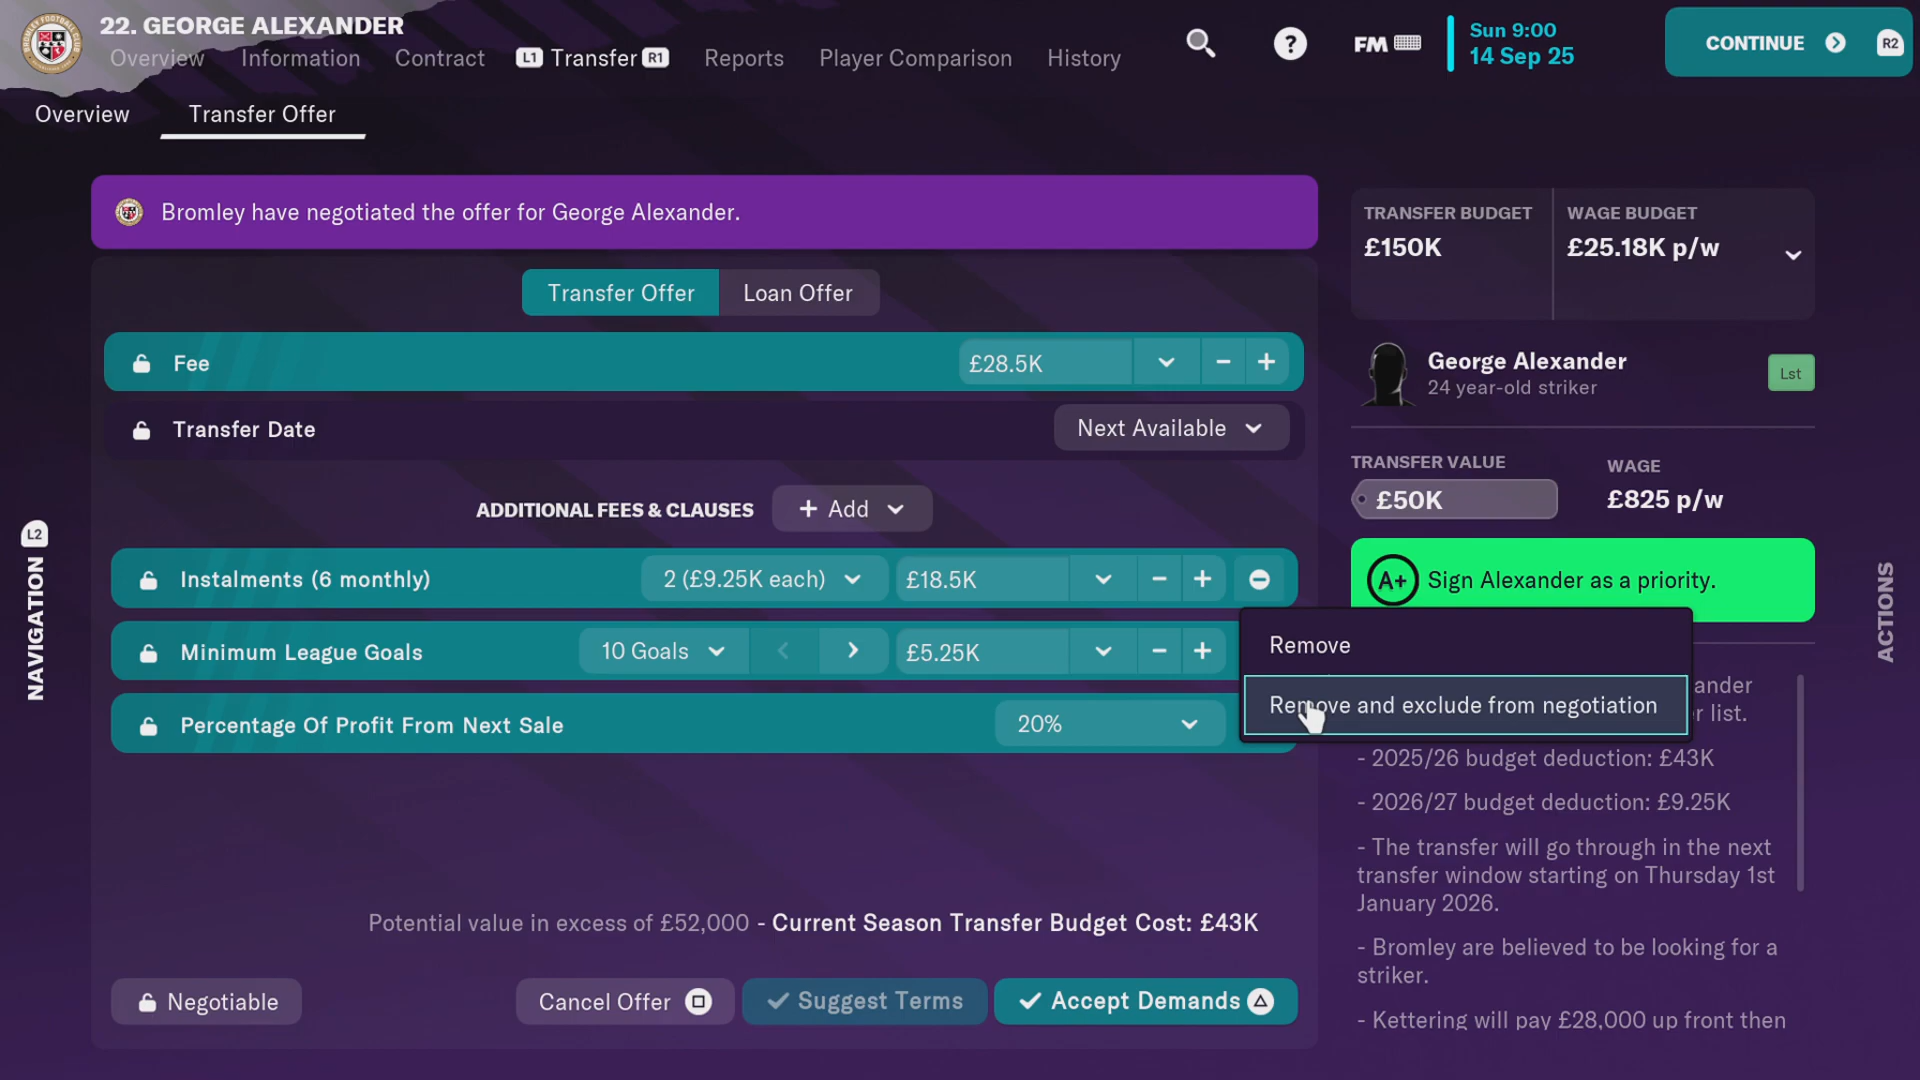 22. GEORGE ALEXANDER
Overview Information Contract L1 Transfer R1 Reports Player Comparison History
?
FM
Sun 9:00
14 Sep 25
CONTINUE R2
Overview Transfer Offer
Bromley have negotiated the offer for George Alexander.
Transfer Offer Loan Offer
Fee £28.5K
Transfer Date Next Available
ADDITIONAL FEES & CLAUSES + Add
Instalments (6 monthly) 2 (£9.25K each) £18.5K
Minimum League Goals 10 Goals £5.25K
Percentage Of Profit From Next Sale 20%
Remove
Remove and exclude from negotiation
Potential value in excess of £52,000 - Current Season Transfer Budget Cost: £43K
Negotiable Cancel Offer Suggest Terms Accept Demands
L2
NAVIGATION
TRANSFER BUDGET
£150K
WAGE BUDGET
£25.18K p/w
George Alexander
24 year-old striker
Lst
TRANSFER VALUE
£50K
WAGE
£825 p/w
A+ Sign Alexander as a priority.
ander
r list.
- 2025/26 budget deduction: £43K
- 2026/27 budget deduction: £9.25K
- The transfer will go through in the next
transfer window starting on Thursday 1st
January 2026.
- Bromley are believed to be looking for a
striker.
- Kettering will pay £28,000 up front then
ACTIONS